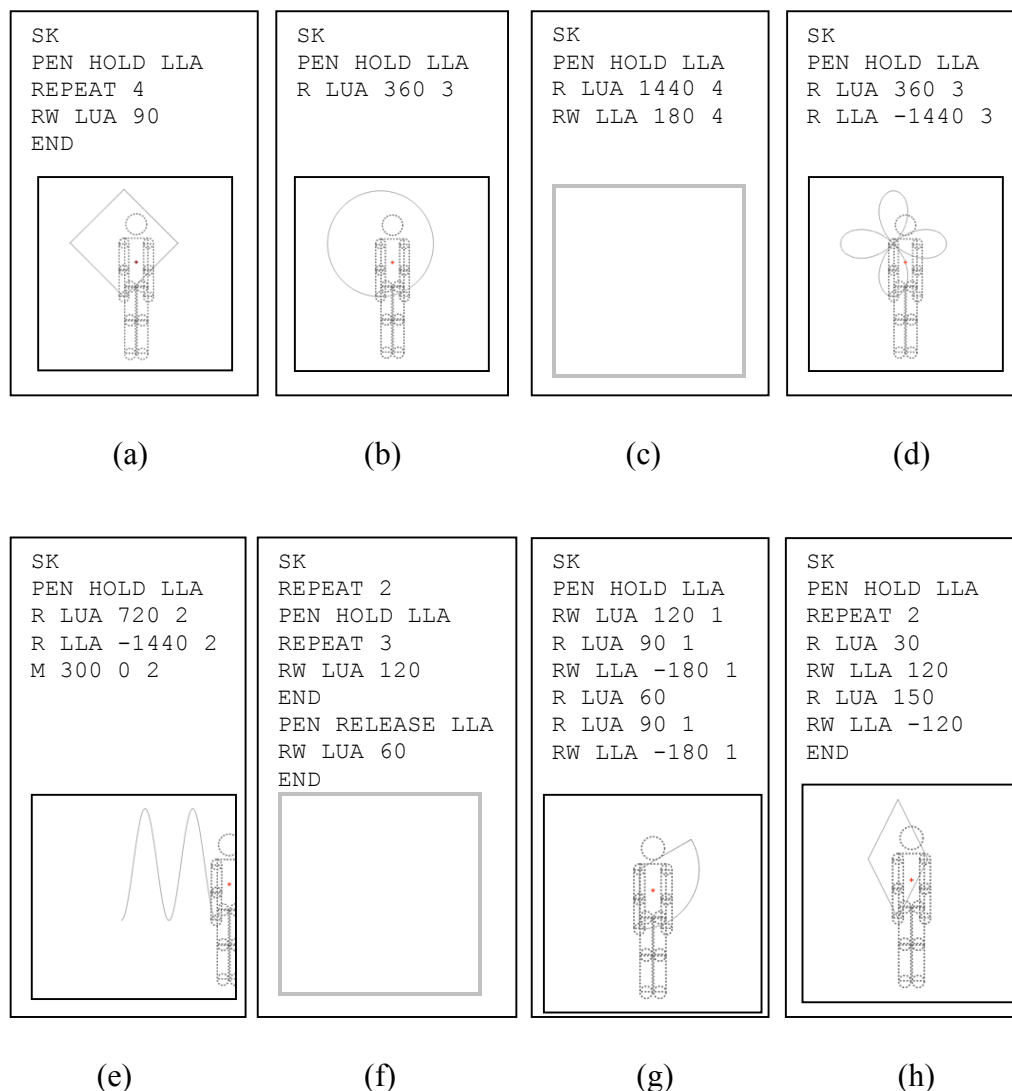 SK
PEN HOLD LLA
REPEAT 4
RW LUA 90
END
(a)
SK
PEN HOLD LLA
R LUA 360 3
(b)
SK
PEN HOLD LLA
R LUA 1440 4
RW LLA 180 4
(c)
SK
PEN HOLD LLA
R LUA 360 3
R LLA -1440 3
(d)
SK
PEN HOLD LLA
R LUA 720 2
R LLA -1440 2
M 300 0 2
(e)
SK
REPEAT 2
PEN HOLD LLA
REPEAT 3
RW LUA 120
END
PEN RELEASE LLA
RW LUA 60
END
(f)
SK
PEN HOLD LLA
RW LUA 120 1
R LUA 90 1
RW LLA -180 1
R LUA 60
R LUA 90 1
RW LLA -180 1
(g)
SK
PEN HOLD LLA
REPEAT 2
R LUA 30
RW LLA 120
R LUA 150
RW LLA -120
END
(h)